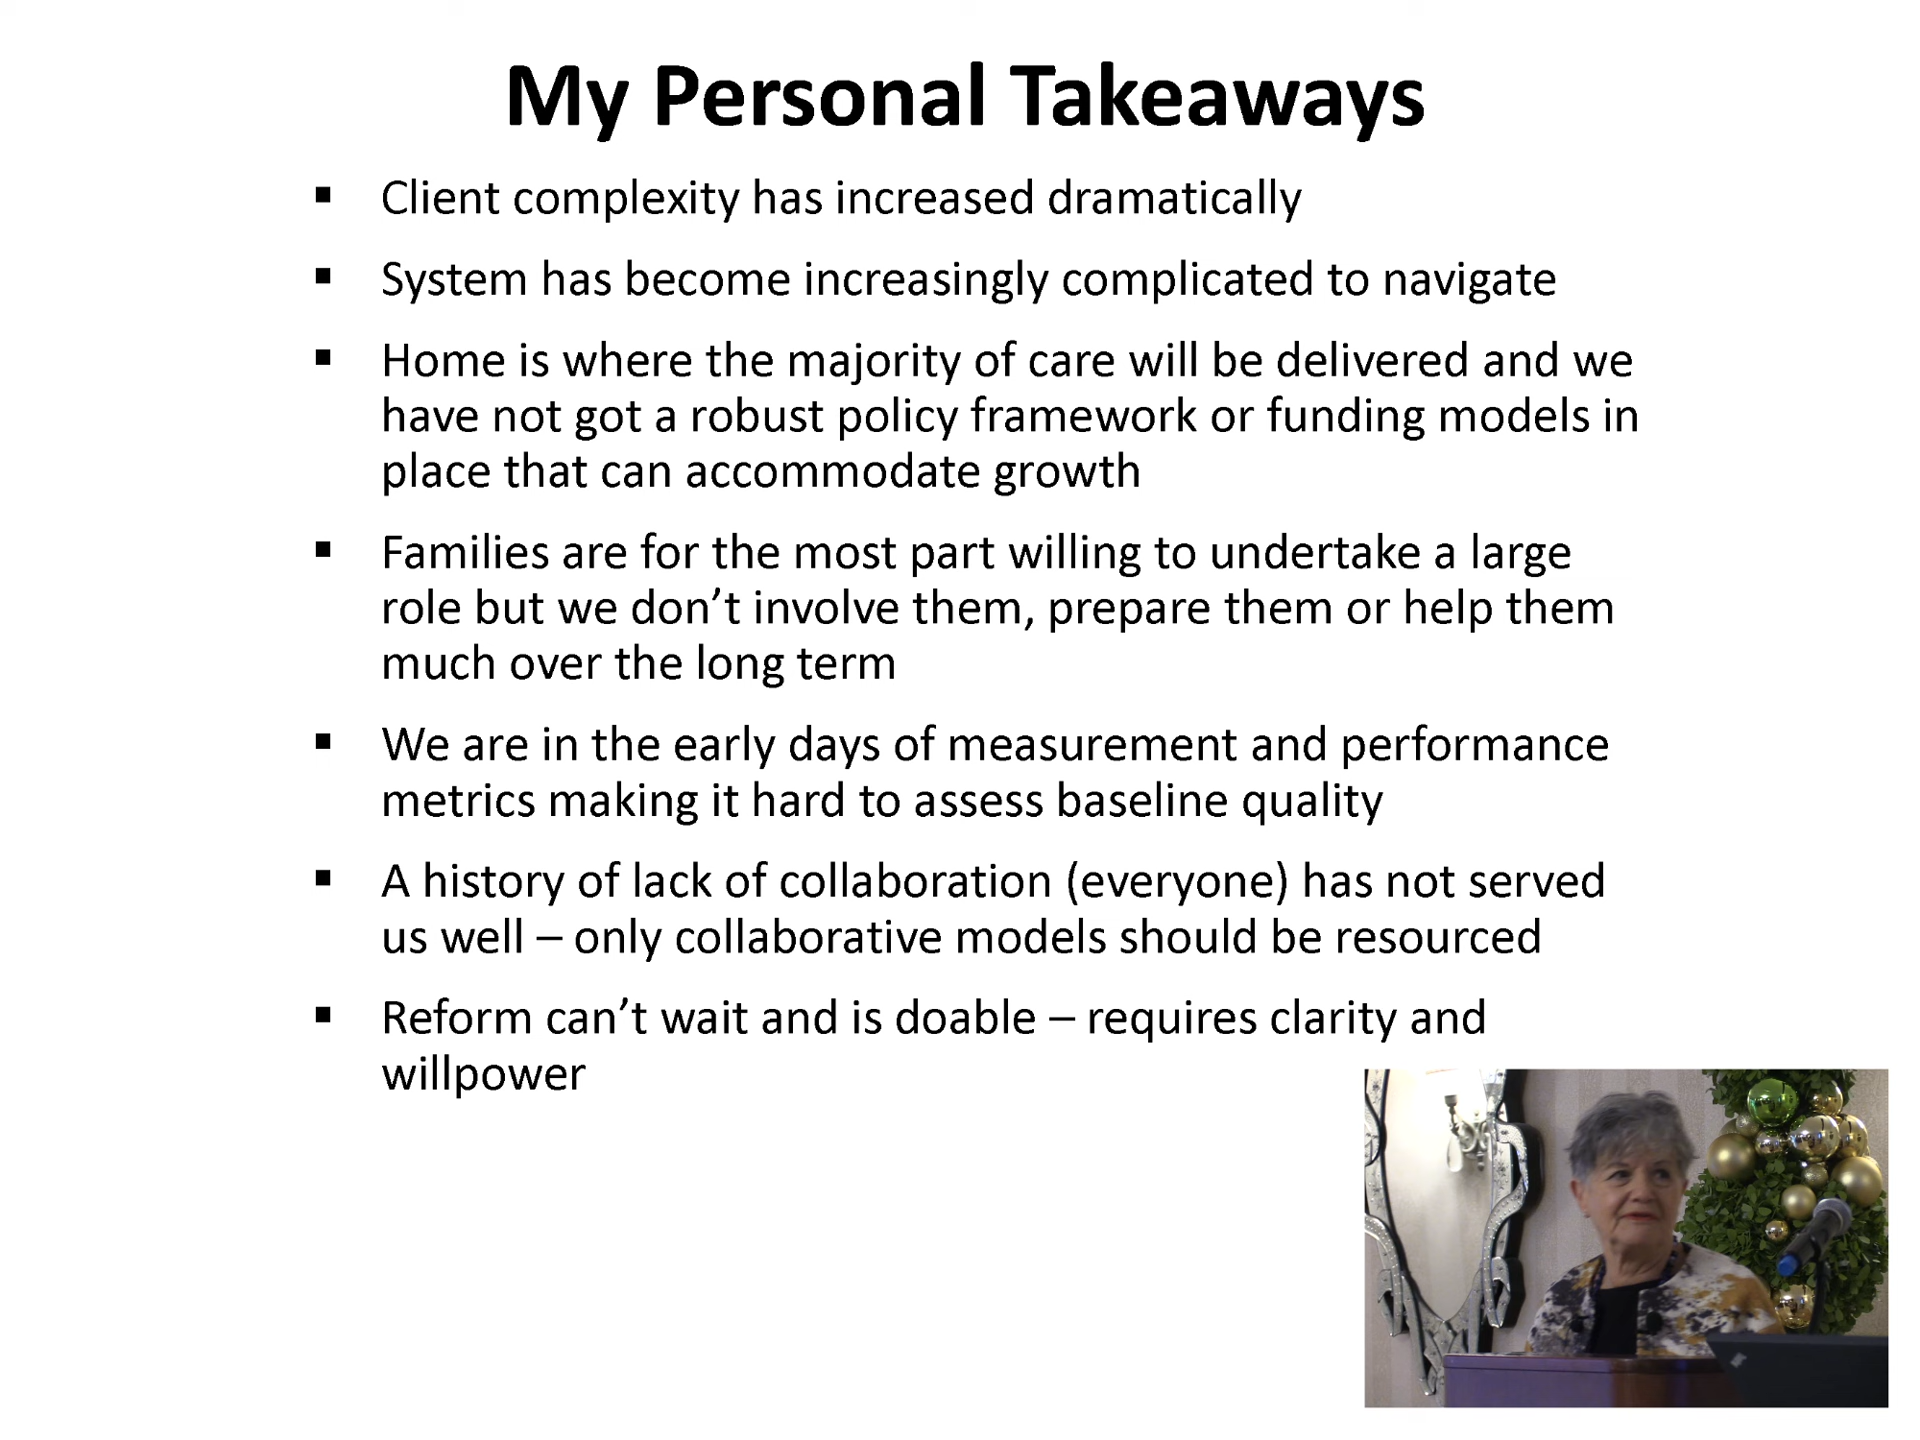 My Personal Takeaways
▪ Client complexity has increased dramatically
▪ System has become increasingly complicated to navigate
▪ Home is where the majority of care will be delivered and we
have not got a robust policy framework or funding models in
place that can accommodate growth
▪ Families are for the most part willing to undertake a large
role but we don’t involve them, prepare them or help them
much over the long term
▪ We are in the early days of measurement and performance
metrics making it hard to assess baseline quality
▪ A history of lack of collaboration (everyone) has not served
us well – only collaborative models should be resourced
▪ Reform can’t wait and is doable – requires clarity and
willpower